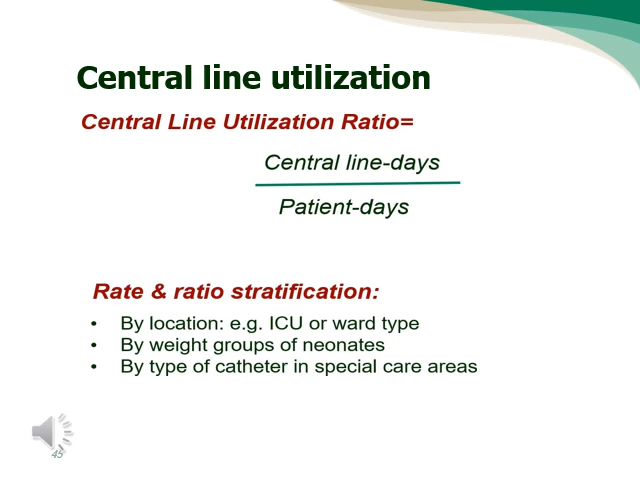 Central line utilization
Central Line Utilization Ratio=
Central line-days
Patient-days
Rate & ratio stratification:
• By location: e.g. ICU or ward type
• By weight groups of neonates
• By type of catheter in special care areas
45